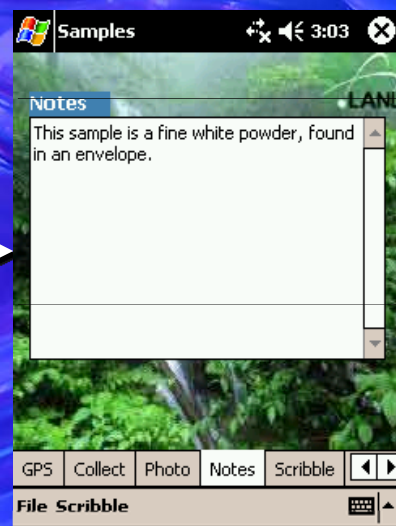 Samples 3:03
LANL
Notes
This sample is a fine white powder, found
in an envelope.
GPS Collect Photo Notes Scribble
File Scribble